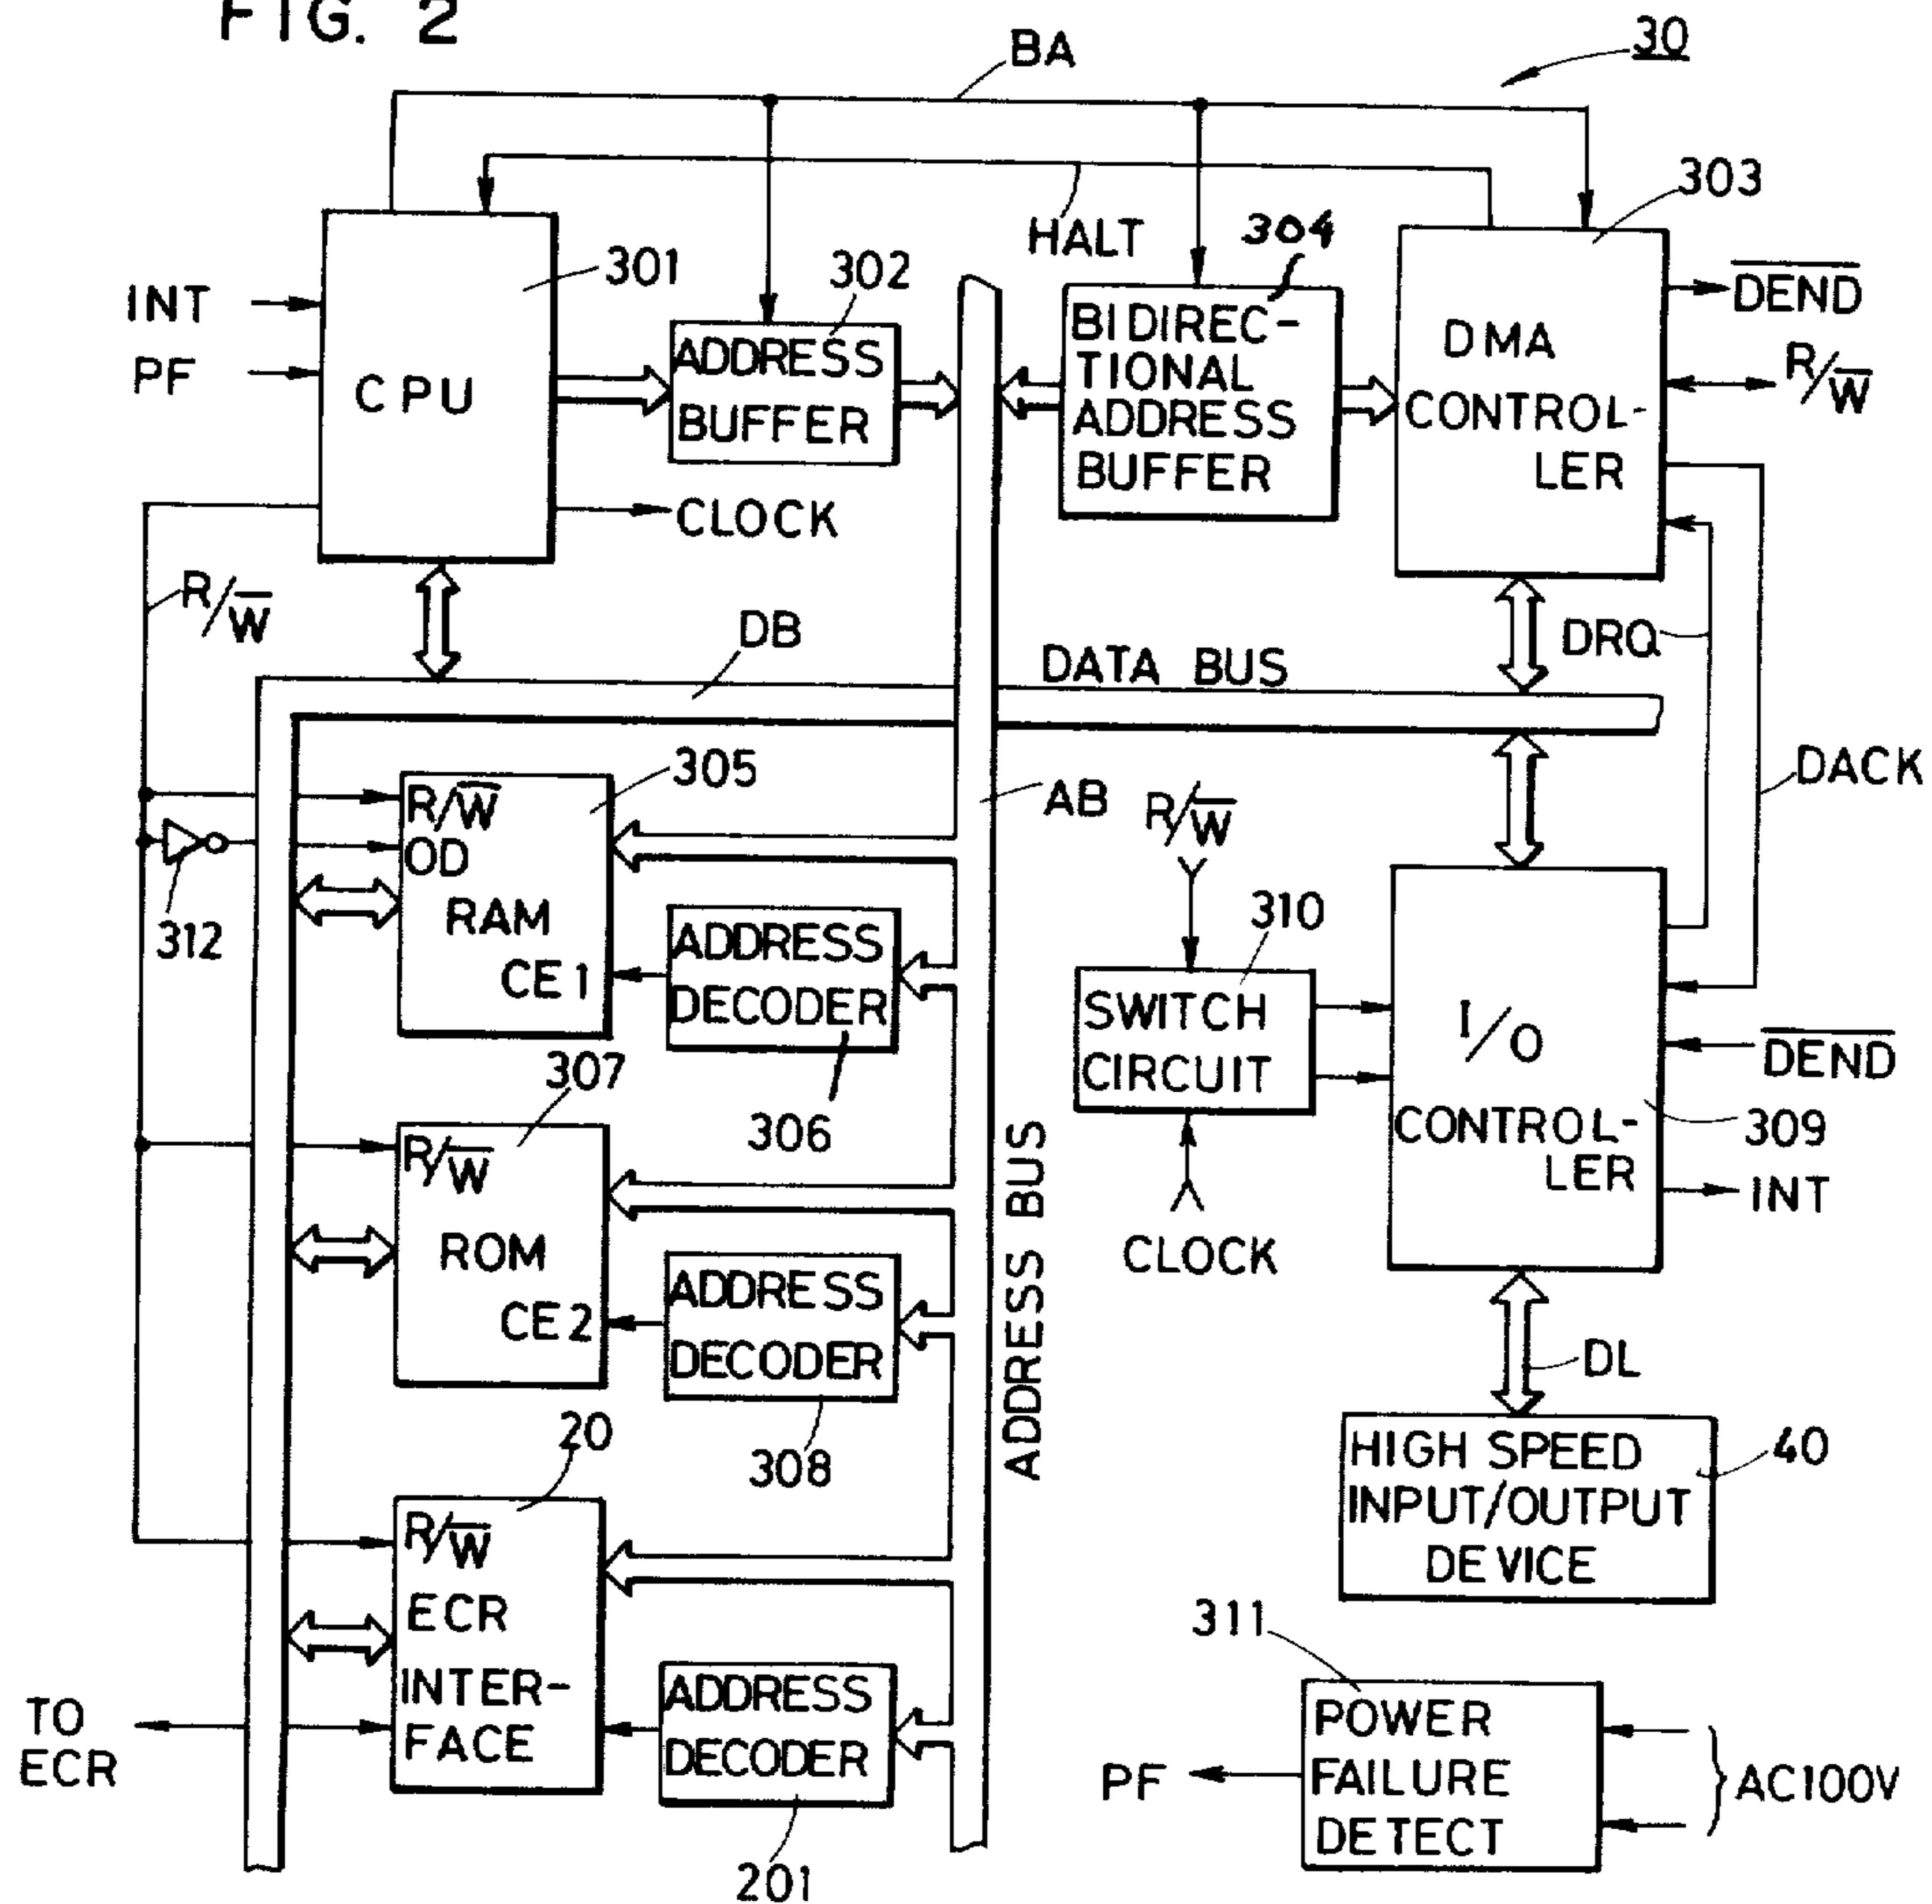 FIG. 2
BA
30
HALT
303
301
302
304
INT
PF
CPU
ADDRESS
BUFFER
BIDIREC-
TIONAL
ADDRESS
BUFFER
DMA
CONTROL-
LER
DEND
R/W
CLOCK
R/W
DB
DATA BUS
DRQ
DACK
305
AB
R/W
R/W
OD
RAM
CE1
312
ADDRESS
DECODER
306
310
SWITCH
CIRCUIT
CLOCK
I/O
CONTROL-
LER
DEND
309
INT
307
R/W
ROM
CE2
ADDRESS
DECODER
308
ADDRESS BUS
DL
HIGH SPEED
INPUT/OUTPUT
DEVICE
40
20
R/W
ECR
INTER-
FACE
TO
ECR
ADDRESS
DECODER
201
311
POWER
FAILURE
DETECT
PF
AC100V